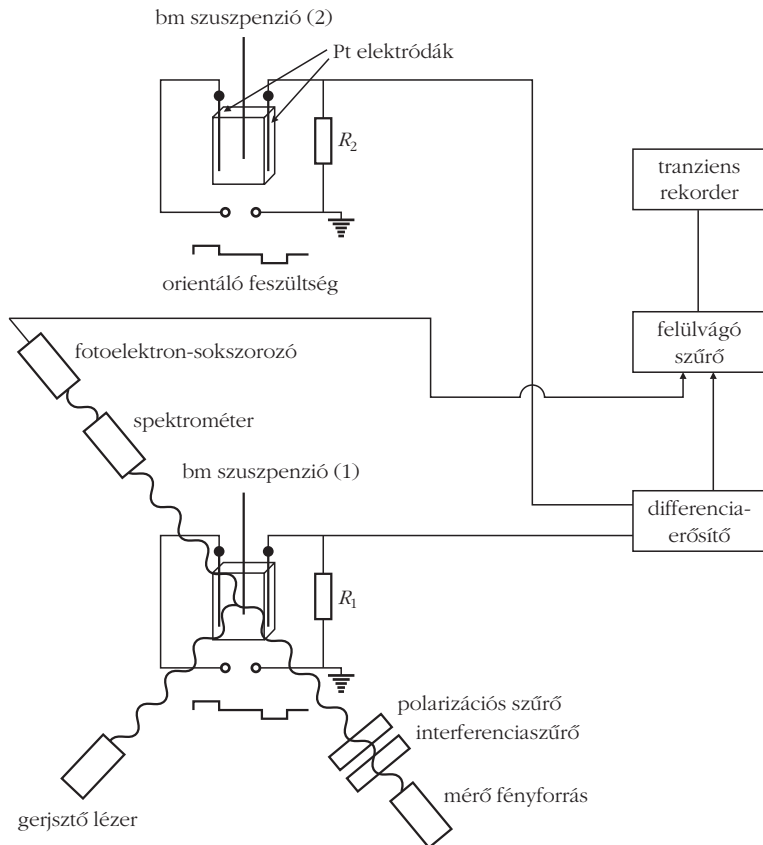 bm szuszpenzió (2)
Pt elektródák
R2
tranziens
rekorder
orientáló feszültség
felülvágó
szűrő
fotoelektron-sokszorozó
spektrométer
bm szuszpenzió (1)
differencia-
erősítő
R1
polarizációs szűrő
interferenciaszűrő
mérő fényforrás
gerjsztő lézer